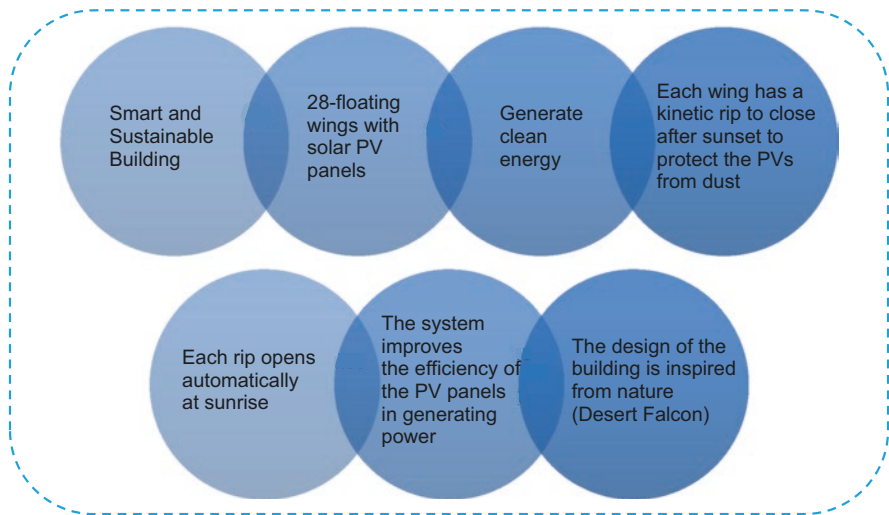 Smart and
Sustainable
Building
28-floating
wings with
solar PV
panels
Generate
clean
energy
Each wing has a
kinetic rip to close
after sunset to
protect the PVs
from dust
Each rip opens
automatically
at sunrise
The system
improves
the efficiency of
the PV panels
in generating
power
The design of the
building is inspired
from nature
(Desert Falcon)